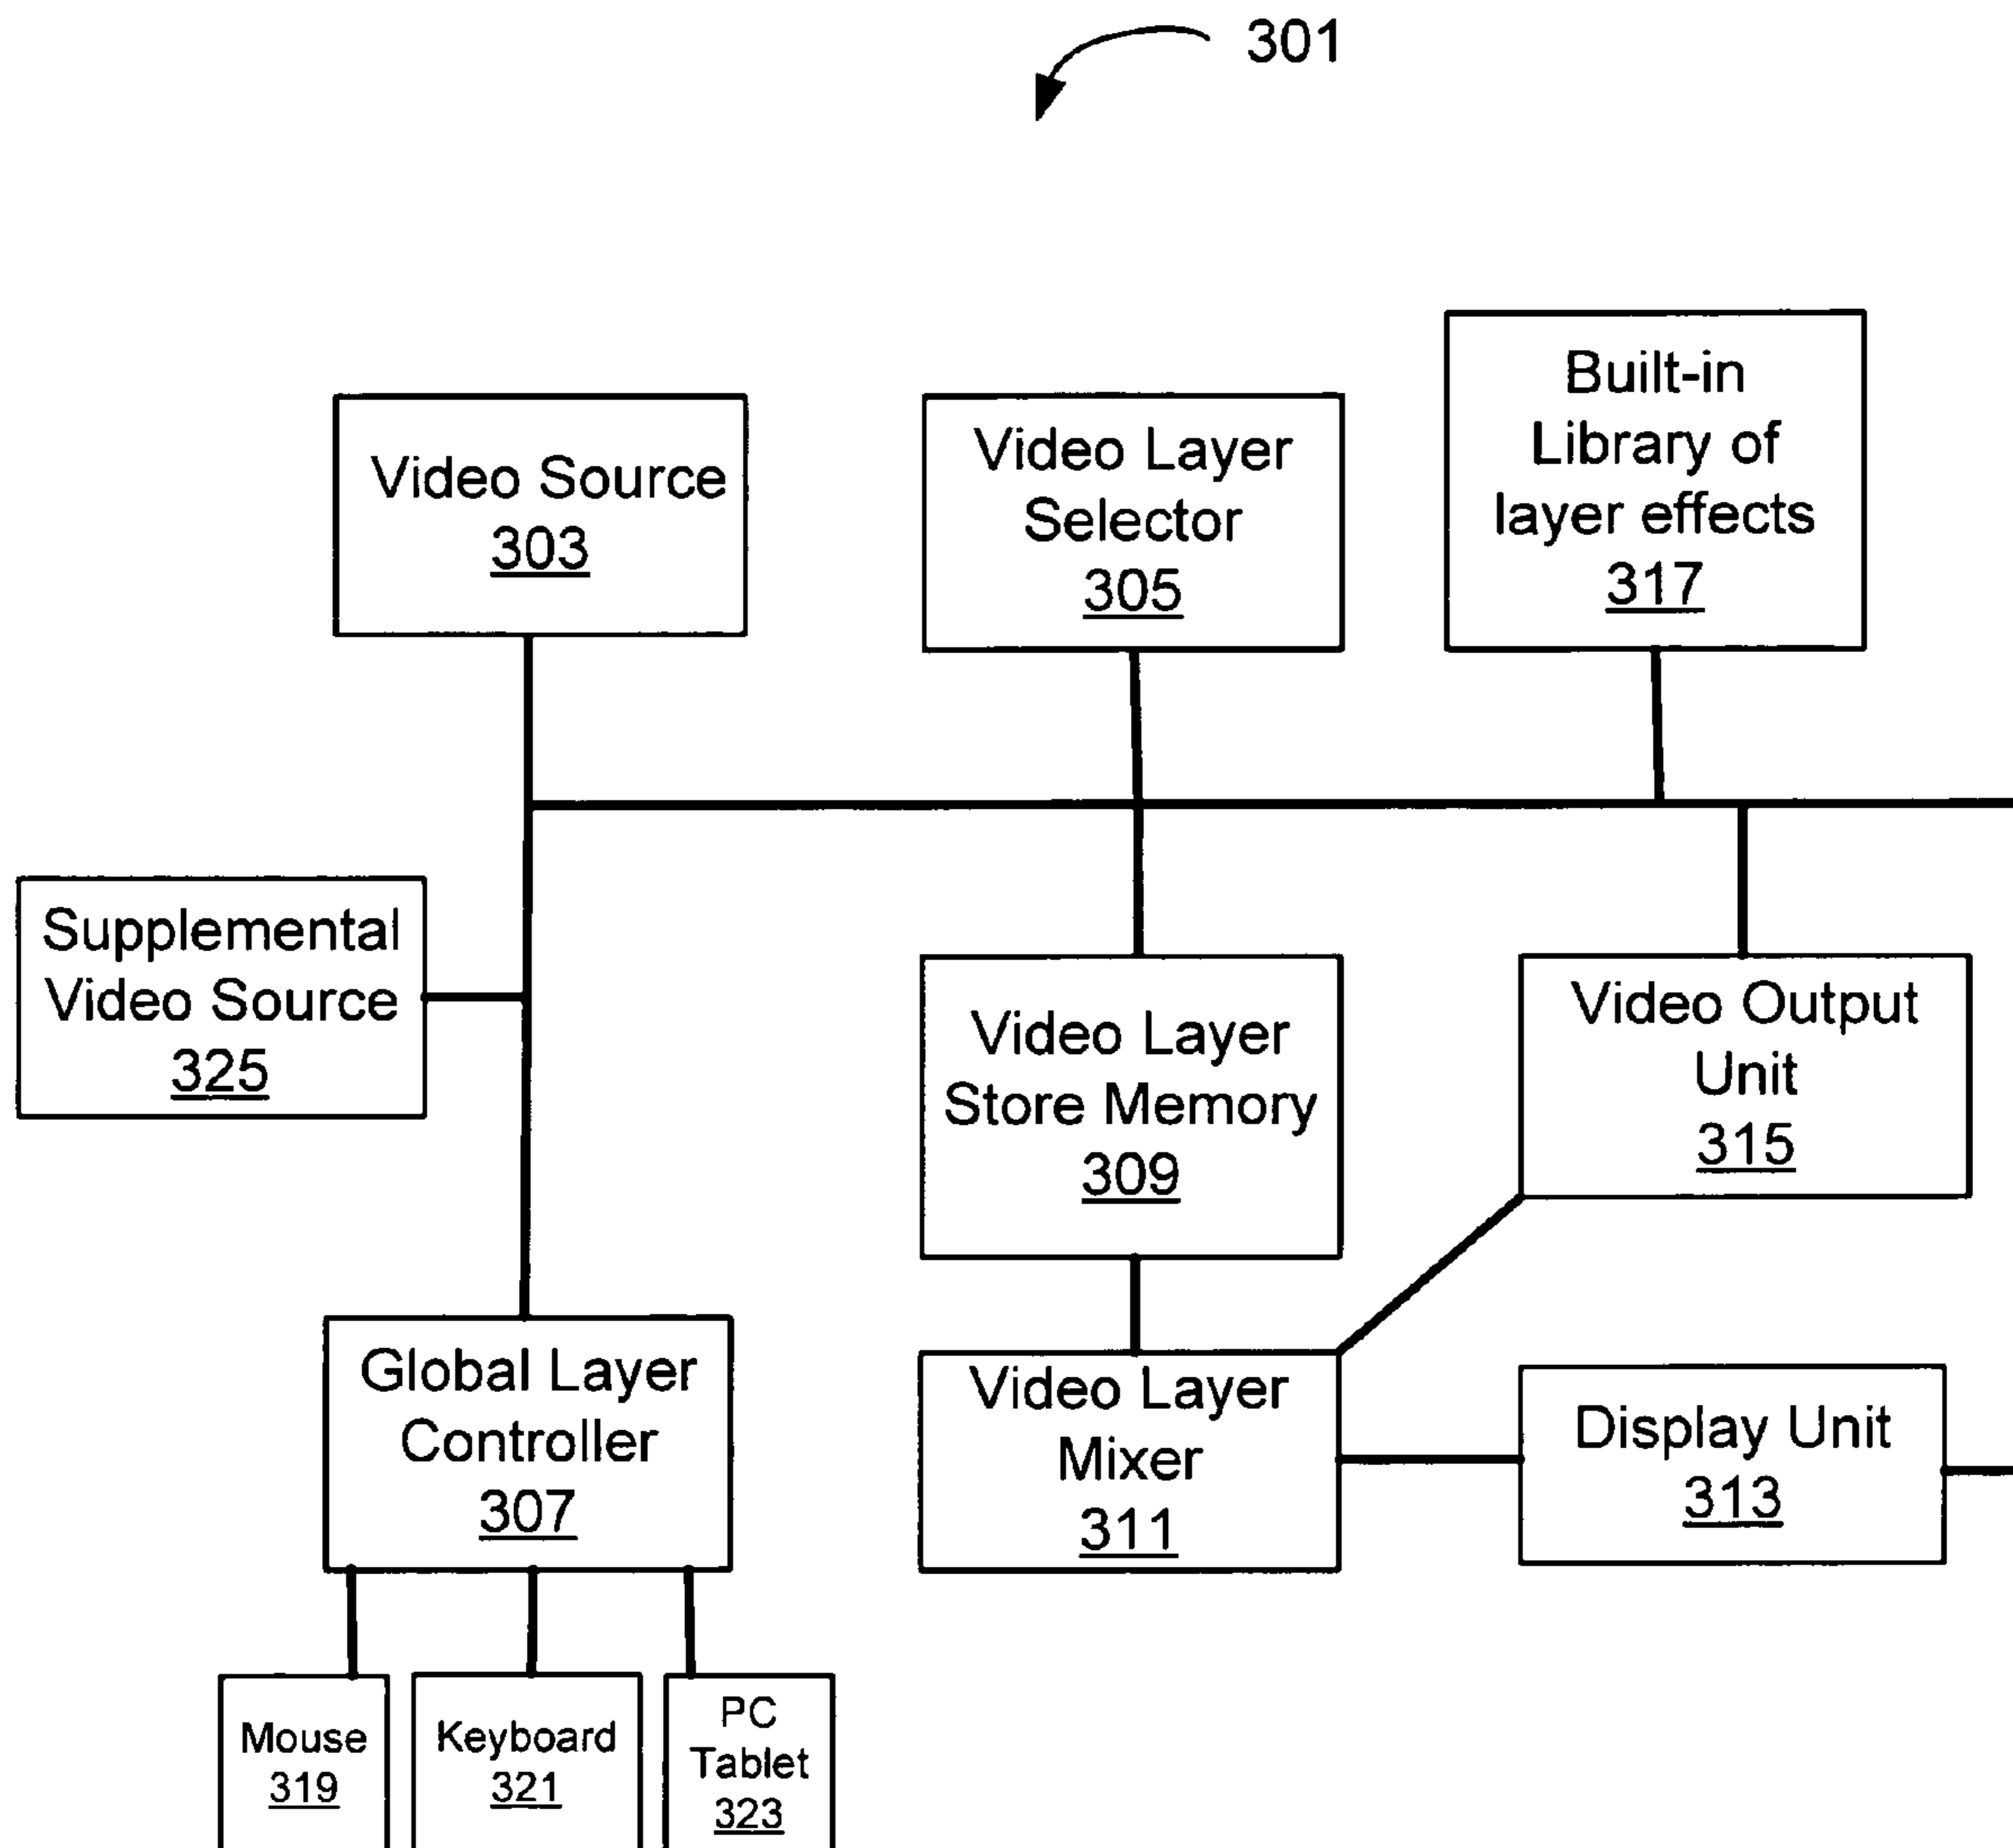 301
Video Source
303
Video Layer
Selector
305
Built-in
Library of
layer effects
317
Supplemental
Video Source
325
Video Layer
Store Memory
309
Video Output
Unit
315
Global Layer
Controller
307
Video Layer
Mixer
311
Display Unit
313
Mouse
319
Keyboard
321
PC
Tablet
323